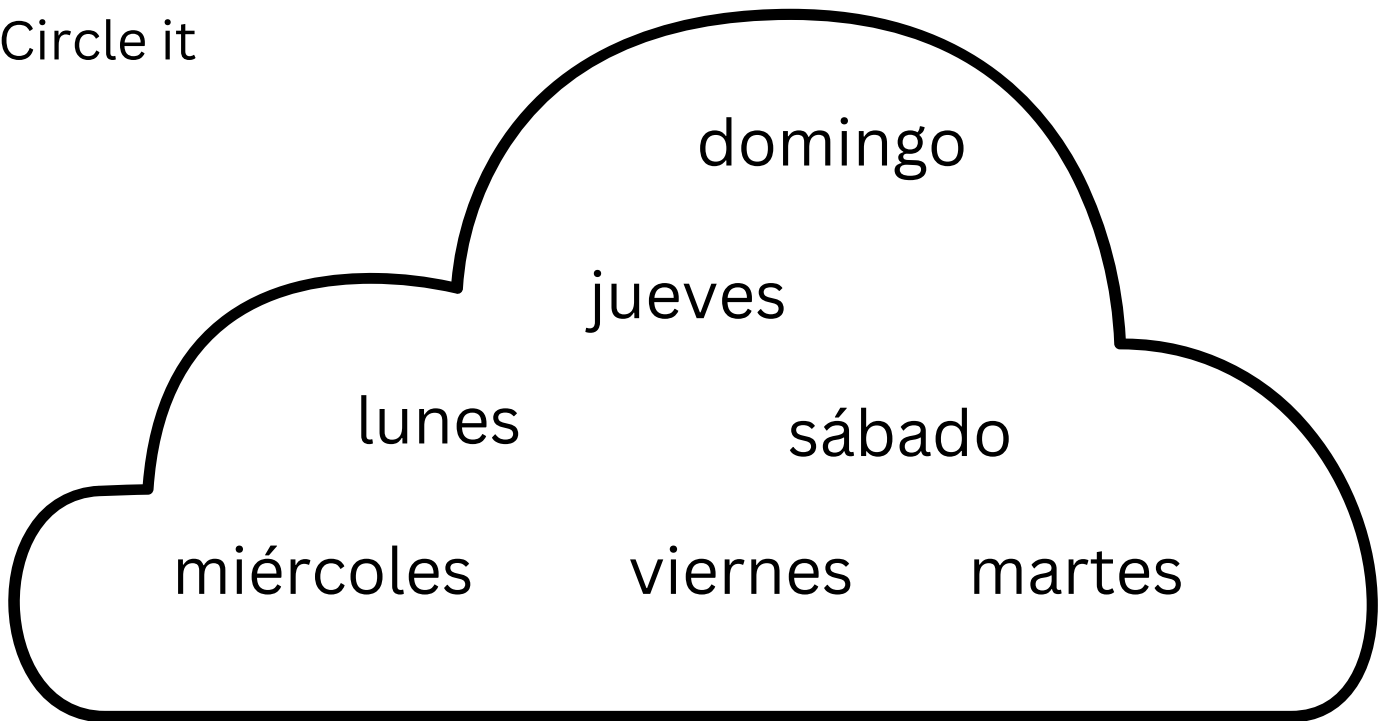 Circle it
domingo
jueves
lunes
sábado
miércoles viernes martes